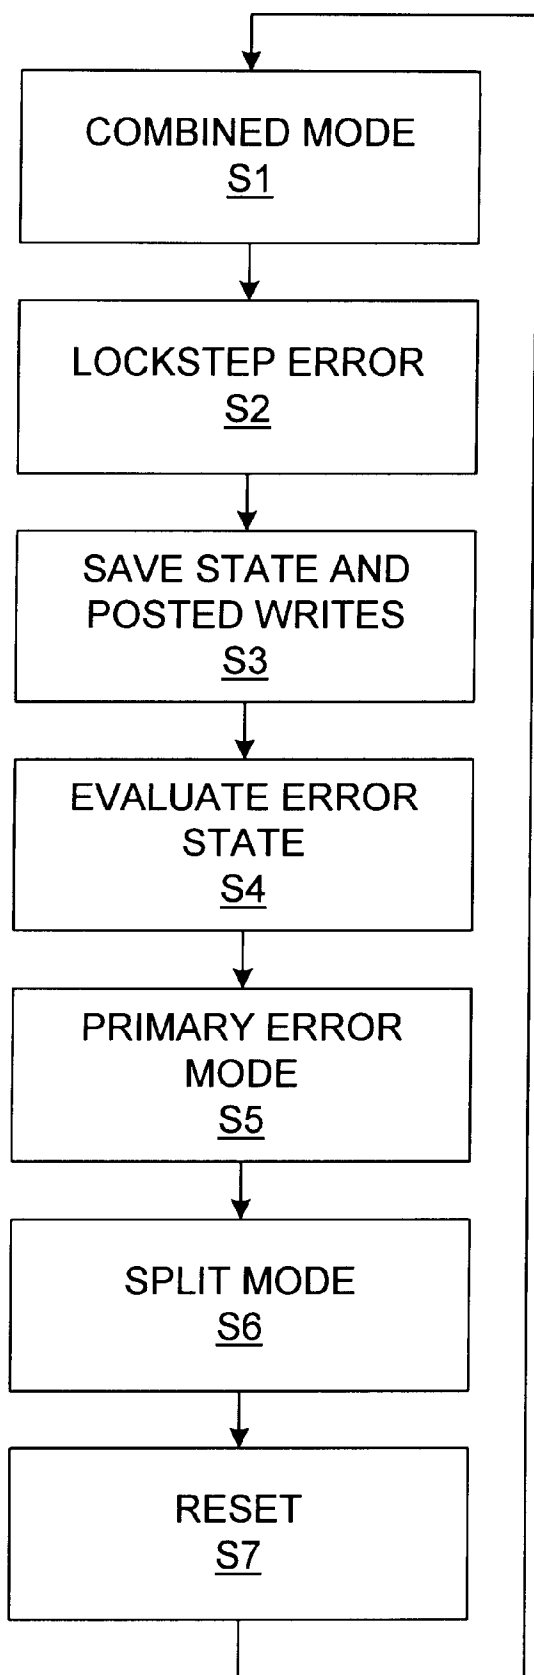 COMBINED MODE
S1
LOCKSTEP ERROR
S2
SAVE STATE AND
POSTED WRITES
S3
EVALUATE ERROR
STATE
S4
PRIMARY ERROR
MODE
S5
SPLIT MODE
S6
RESET
S7